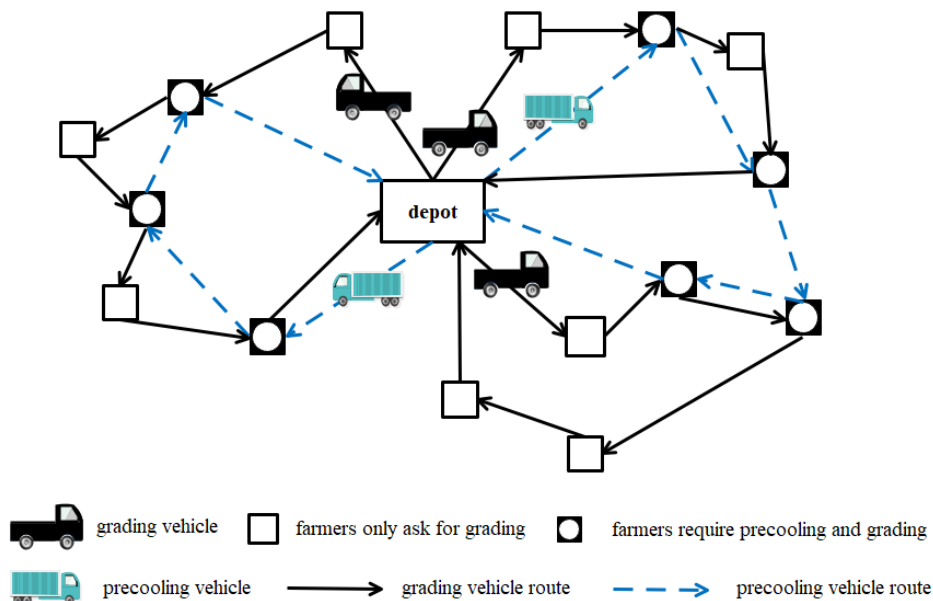 depot
grading vehicle farmers only ask for grading farmers require precooling and grading
precooling vehicle grading vehicle route precooling vehicle route